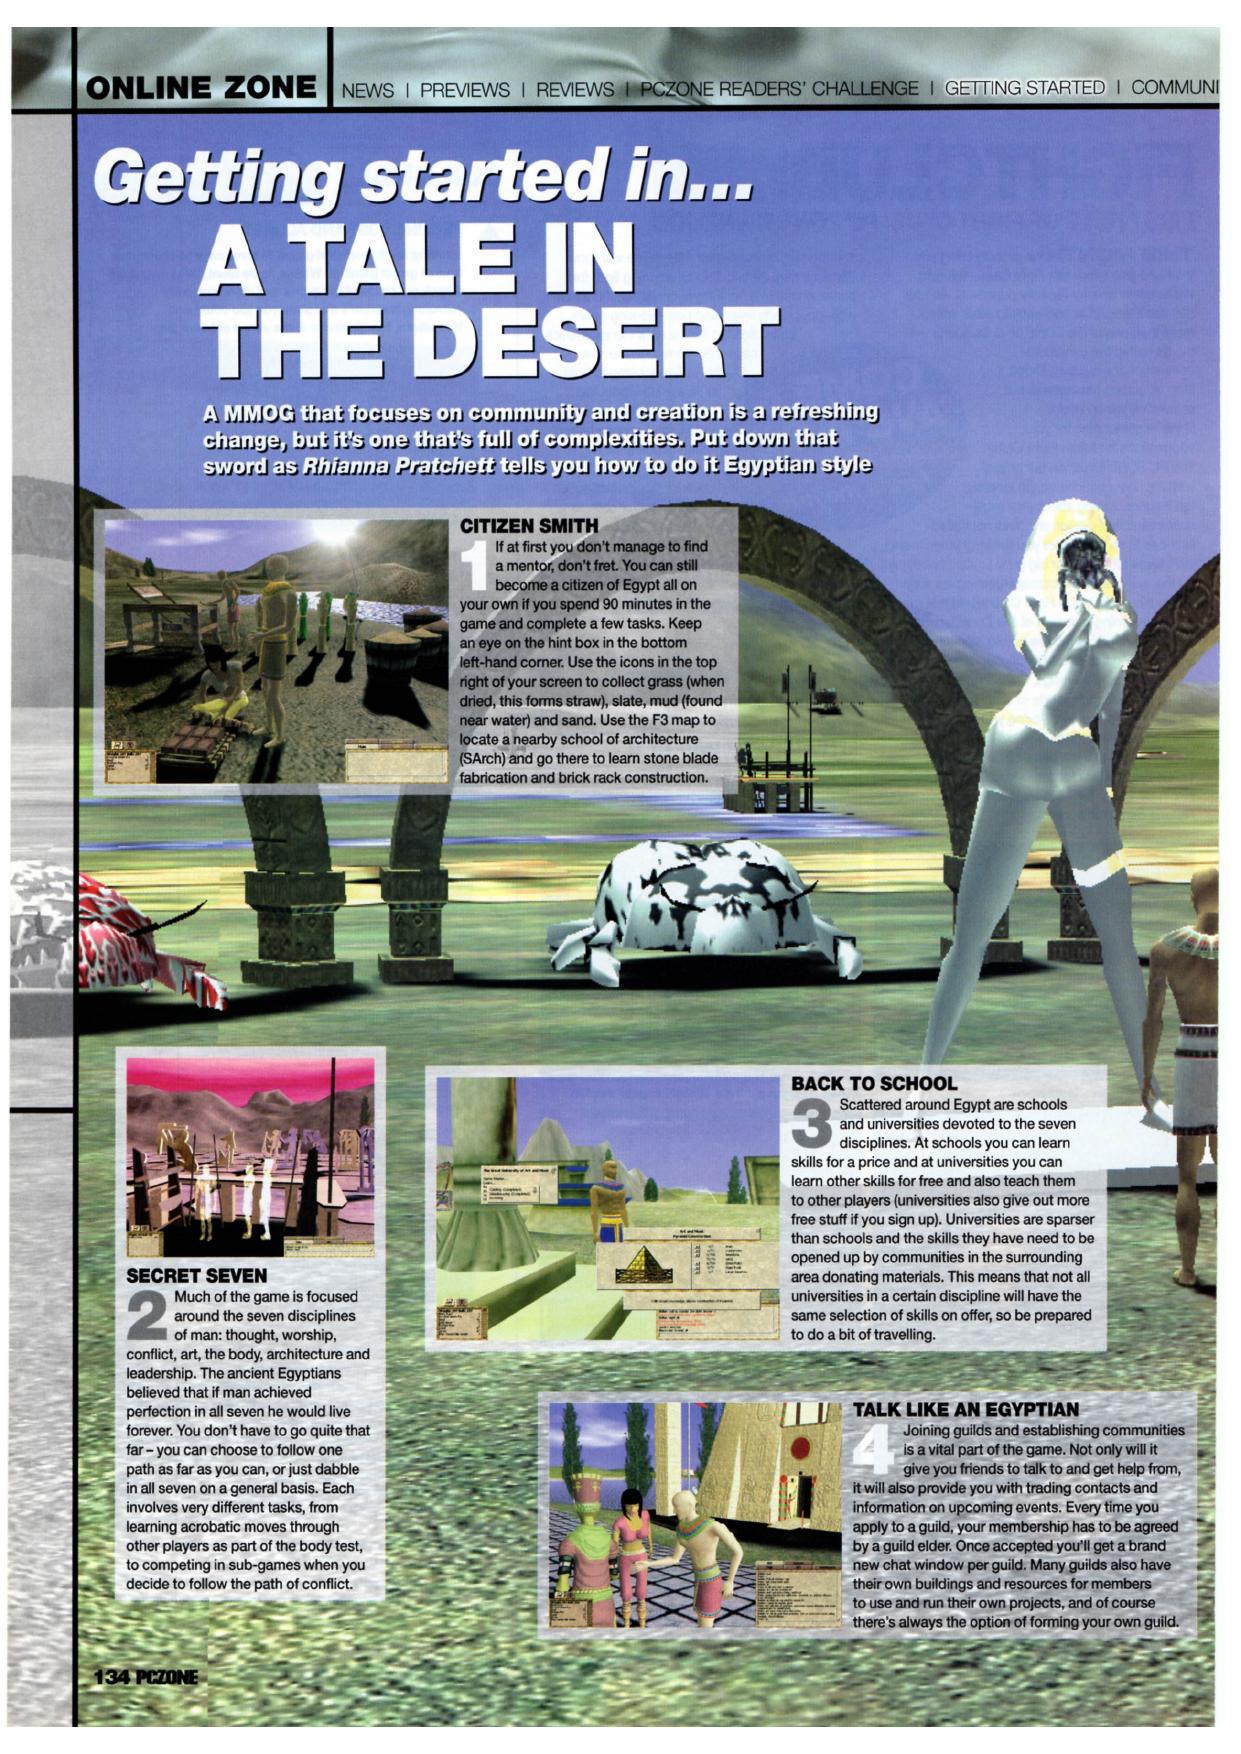 ONLINE ZONE
NEWS | PREVIEWS | REVIEWS | PCZONE READERS' CHALLENGE | GETTING STARTED | COMMUNI
Getting started in...
A TALE IN
THE DESERT
A MMOG that focuses on community and creation is a refreshing
change, but it's one that's full of complexities. Put down that
sword as Rhianna Pratchett tells you how to do it Egyptian style
CITIZEN SMITH
1 If at first you don't manage to find
a mentor, don't fret. You can still
become a citizen of Egypt all on
your own if you spend 90 minutes in the
game and complete a few tasks. Keep
an eye on the hint box in the bottom
left-hand corner. Use the icons in the top
right of your screen to collect grass (when
dried, this forms straw), slate, mud (found
near water) and sand. Use the F3 map to
locate a nearby school of architecture
(SArch) and go there to learn stone blade
fabrication and brick rack construction.
SECRET SEVEN
2 Much of the game is focused
around the seven disciplines
of man: thought, worship,
conflict, art, the body, architecture and
leadership. The ancient Egyptians
believed that if man achieved
perfection in all seven he would live
forever. You don't have to go quite that
far – you can choose to follow one
path as far as you can, or just dabble
in all seven on a general basis. Each
involves very different tasks, from
learning acrobatic moves through
other players as part of the body test,
to competing in sub-games when you
decide to follow the path of conflict.
BACK TO SCHOOL
3 Scattered around Egypt are schools
and universities devoted to the seven
disciplines. At schools you can learn
skills for a price and at universities you can
learn other skills for free and also teach them
to other players (universities also give out more
free stuff if you sign up). Universities are sparser
than schools and the skills they have need to be
opened up by communities in the surrounding
area donating materials. This means that not all
universities in a certain discipline will have the
same selection of skills on offer, so be prepared
to do a bit of travelling.
The Great University of Art and Music
Art and Music
Pyramid Construction
TALK LIKE AN EGYPTIAN
4 Joining guilds and establishing communities
is a vital part of the game. Not only will it
give you friends to talk to and get help from,
it will also provide you with trading contacts and
information on upcoming events. Every time you
apply to a guild, your membership has to be agreed
by a guild elder. Once accepted you'll get a brand
new chat window per guild. Many guilds also have
their own buildings and resources for members
to use and run their own projects, and of course
there's always the option of forming your own guild.
134 PCZONE